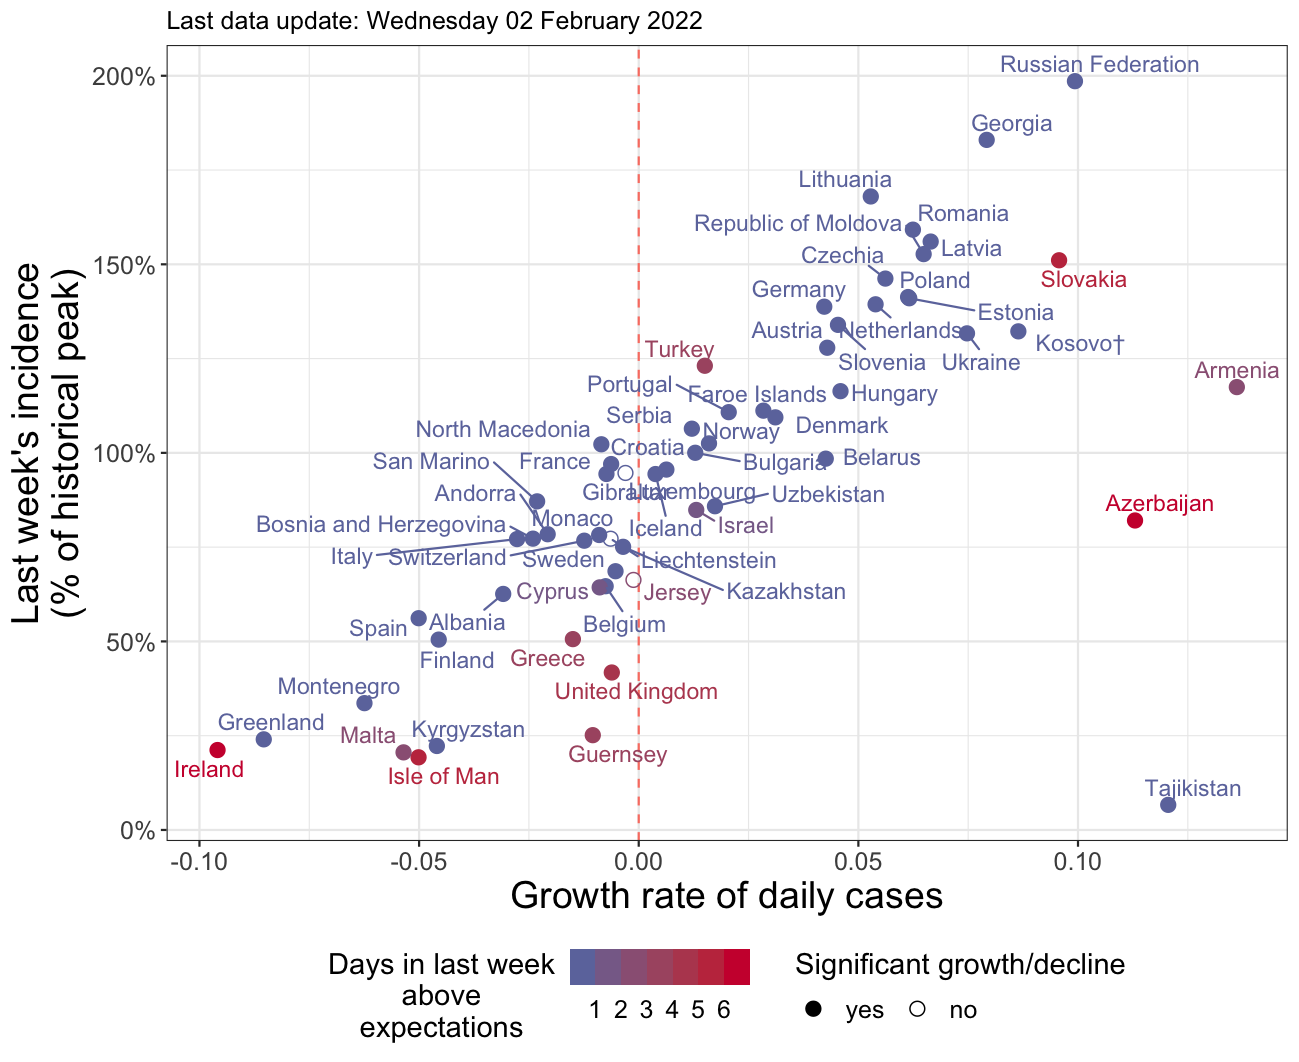 Last data update: Wednesday 02 February 2022
Last week's incidence
(% of historical peak)
200%
150%
100%
50%
0%
Russian Federation
Georgia
Lithuania
Romania
Republic of Moldova
Latvia
Czechia
Slovakia
Poland
Germany
Estonia
Austria
Netherlands
Kosovo†
Slovenia
Ukraine
Turkey
Armenia
Portugal
Faroe Islands
Hungary
Serbia
Denmark
North Macedonia
Norway
Croatia
Belarus
San Marino
France
Bulgaria
Gibraltar
Luxembourg
Andorra
Uzbekistan
Azerbaijan
Monaco
Bosnia and Herzegovina
Iceland
Israel
Italy
Switzerland
Sweden
Liechtenstein
Cyprus
Jersey
Kazakhstan
Albania
Spain
Belgium
Finland
Greece
Montenegro
United Kingdom
Greenland
Malta
Kyrgyzstan
Guernsey
Ireland
Isle of Man
Tajikistan
-0.10
-0.05
0.00
0.05
0.10
Growth rate of daily cases
Days in last week
above
expectations
1 2 3 4 5 6
Significant growth/decline
yes
no